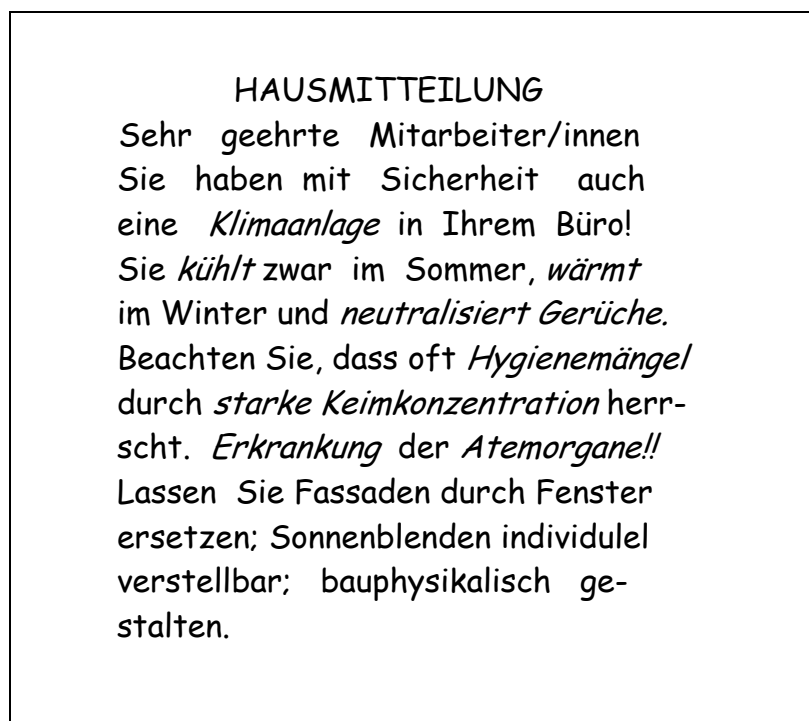 HAUSMITTEILUNG
Sehr geehrte Mitarbeiter/innen
Sie haben mit Sicherheit auch
eine Klimaanlage in Ihrem Büro!
Sie kühlt zwar im Sommer, wärmt
im Winter und neutralisiert Gerüche.
Beachten Sie, dass oft Hygienemängel
durch starke Keimkonzentration herr-
scht. Erkrankung der Atemorgane!!
Lassen Sie Fassaden durch Fenster
ersetzen; Sonnenblenden individulel
verstellbar; bauphysikalisch ge-
stalten.